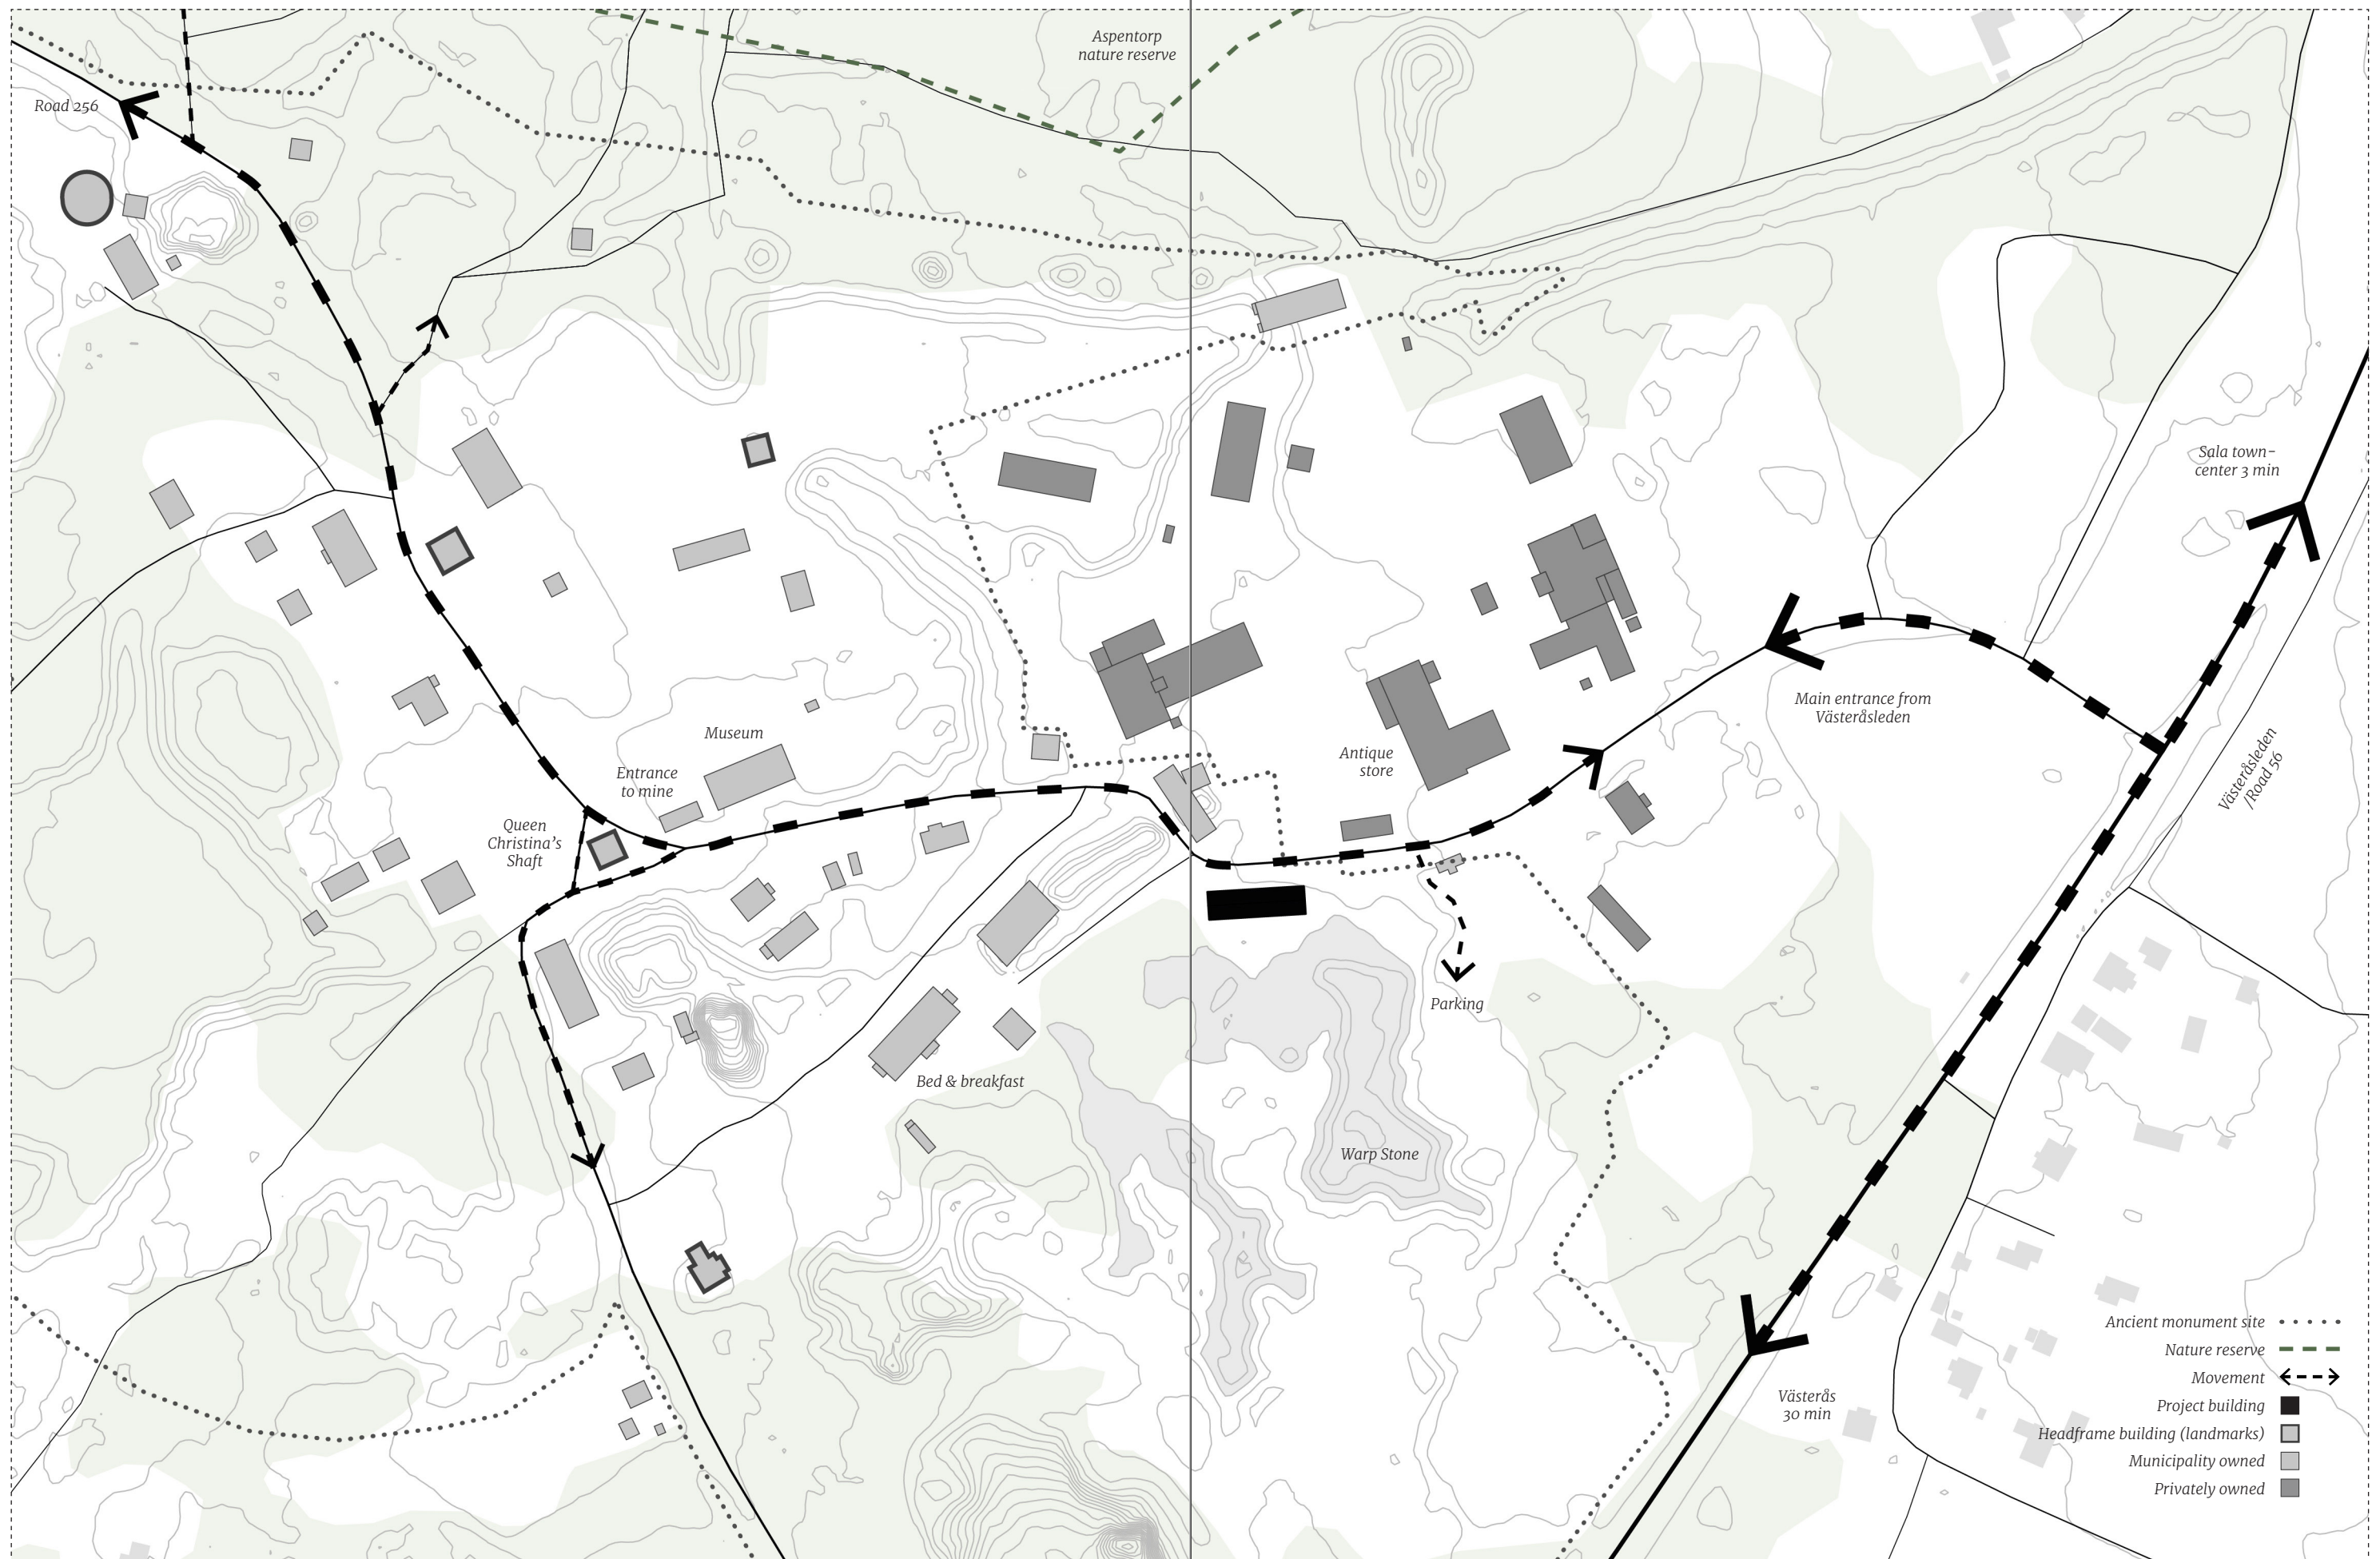 Aspentorp
nature reserve
Road 256
Sala town-
center 3 min
Main entrance from
Västeråsleden
Museum
Antique
store
Entrance
to mine
Västeråsleden
/Road 56
Queen
Christina's
Shaft
Parking
Bed & breakfast
Warp Stone
Västerås
30 min
Ancient monument site
Nature reserve
Movement
Project building
Headframe building (landmarks)
Municipality owned
Privately owned